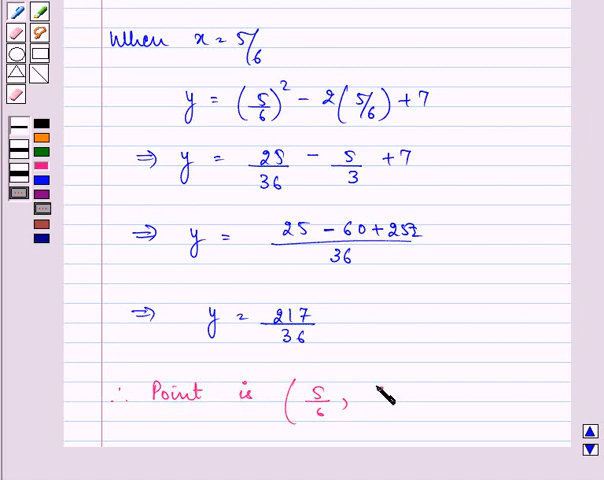 When x = 5/6
y = (5/6)² - 2(5/6) + 7
⇒ y = 25/36 - 5/3 + 7
⇒ y = 25 - 60 + 252/36
⇒ y = 217/36
∴ Point is (5/6,